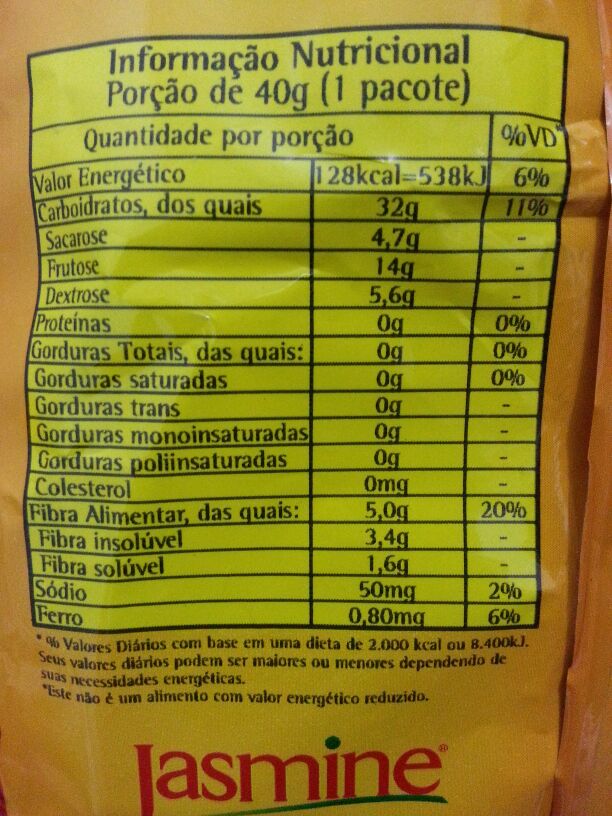 Informação Nutricional
Porção de 40g (1 pacote)
Quantidade por porção %VD*
Valor Energético 128kcal=538kJ 6%
Carboidratos, dos quais 32g 11%
Sacarose 4,7g -
Frutose 14g -
Dextrose 5,6g -
Proteínas 0g 0%
Gorduras Totais, das quais: 0g 0%
Gorduras saturadas 0g 0%
Gorduras trans 0g -
Gorduras monoinsaturadas 0g -
Gorduras poliinsaturadas 0g -
Colesterol 0mg -
Fibra Alimentar, das quais: 5,0g 20%
Fibra insolúvel 3,4g -
Fibra solúvel 1,6g -
Sódio 50mg 2%
Ferro 0,80mg 6%
* % Valores Diários com base em uma dieta de 2.000 kcal ou 8.400kJ.
Seus valores diários podem ser maiores ou menores dependendo de
suas necessidades energéticas.
"Este não é um alimento com valor energético reduzido.
Jasmine®